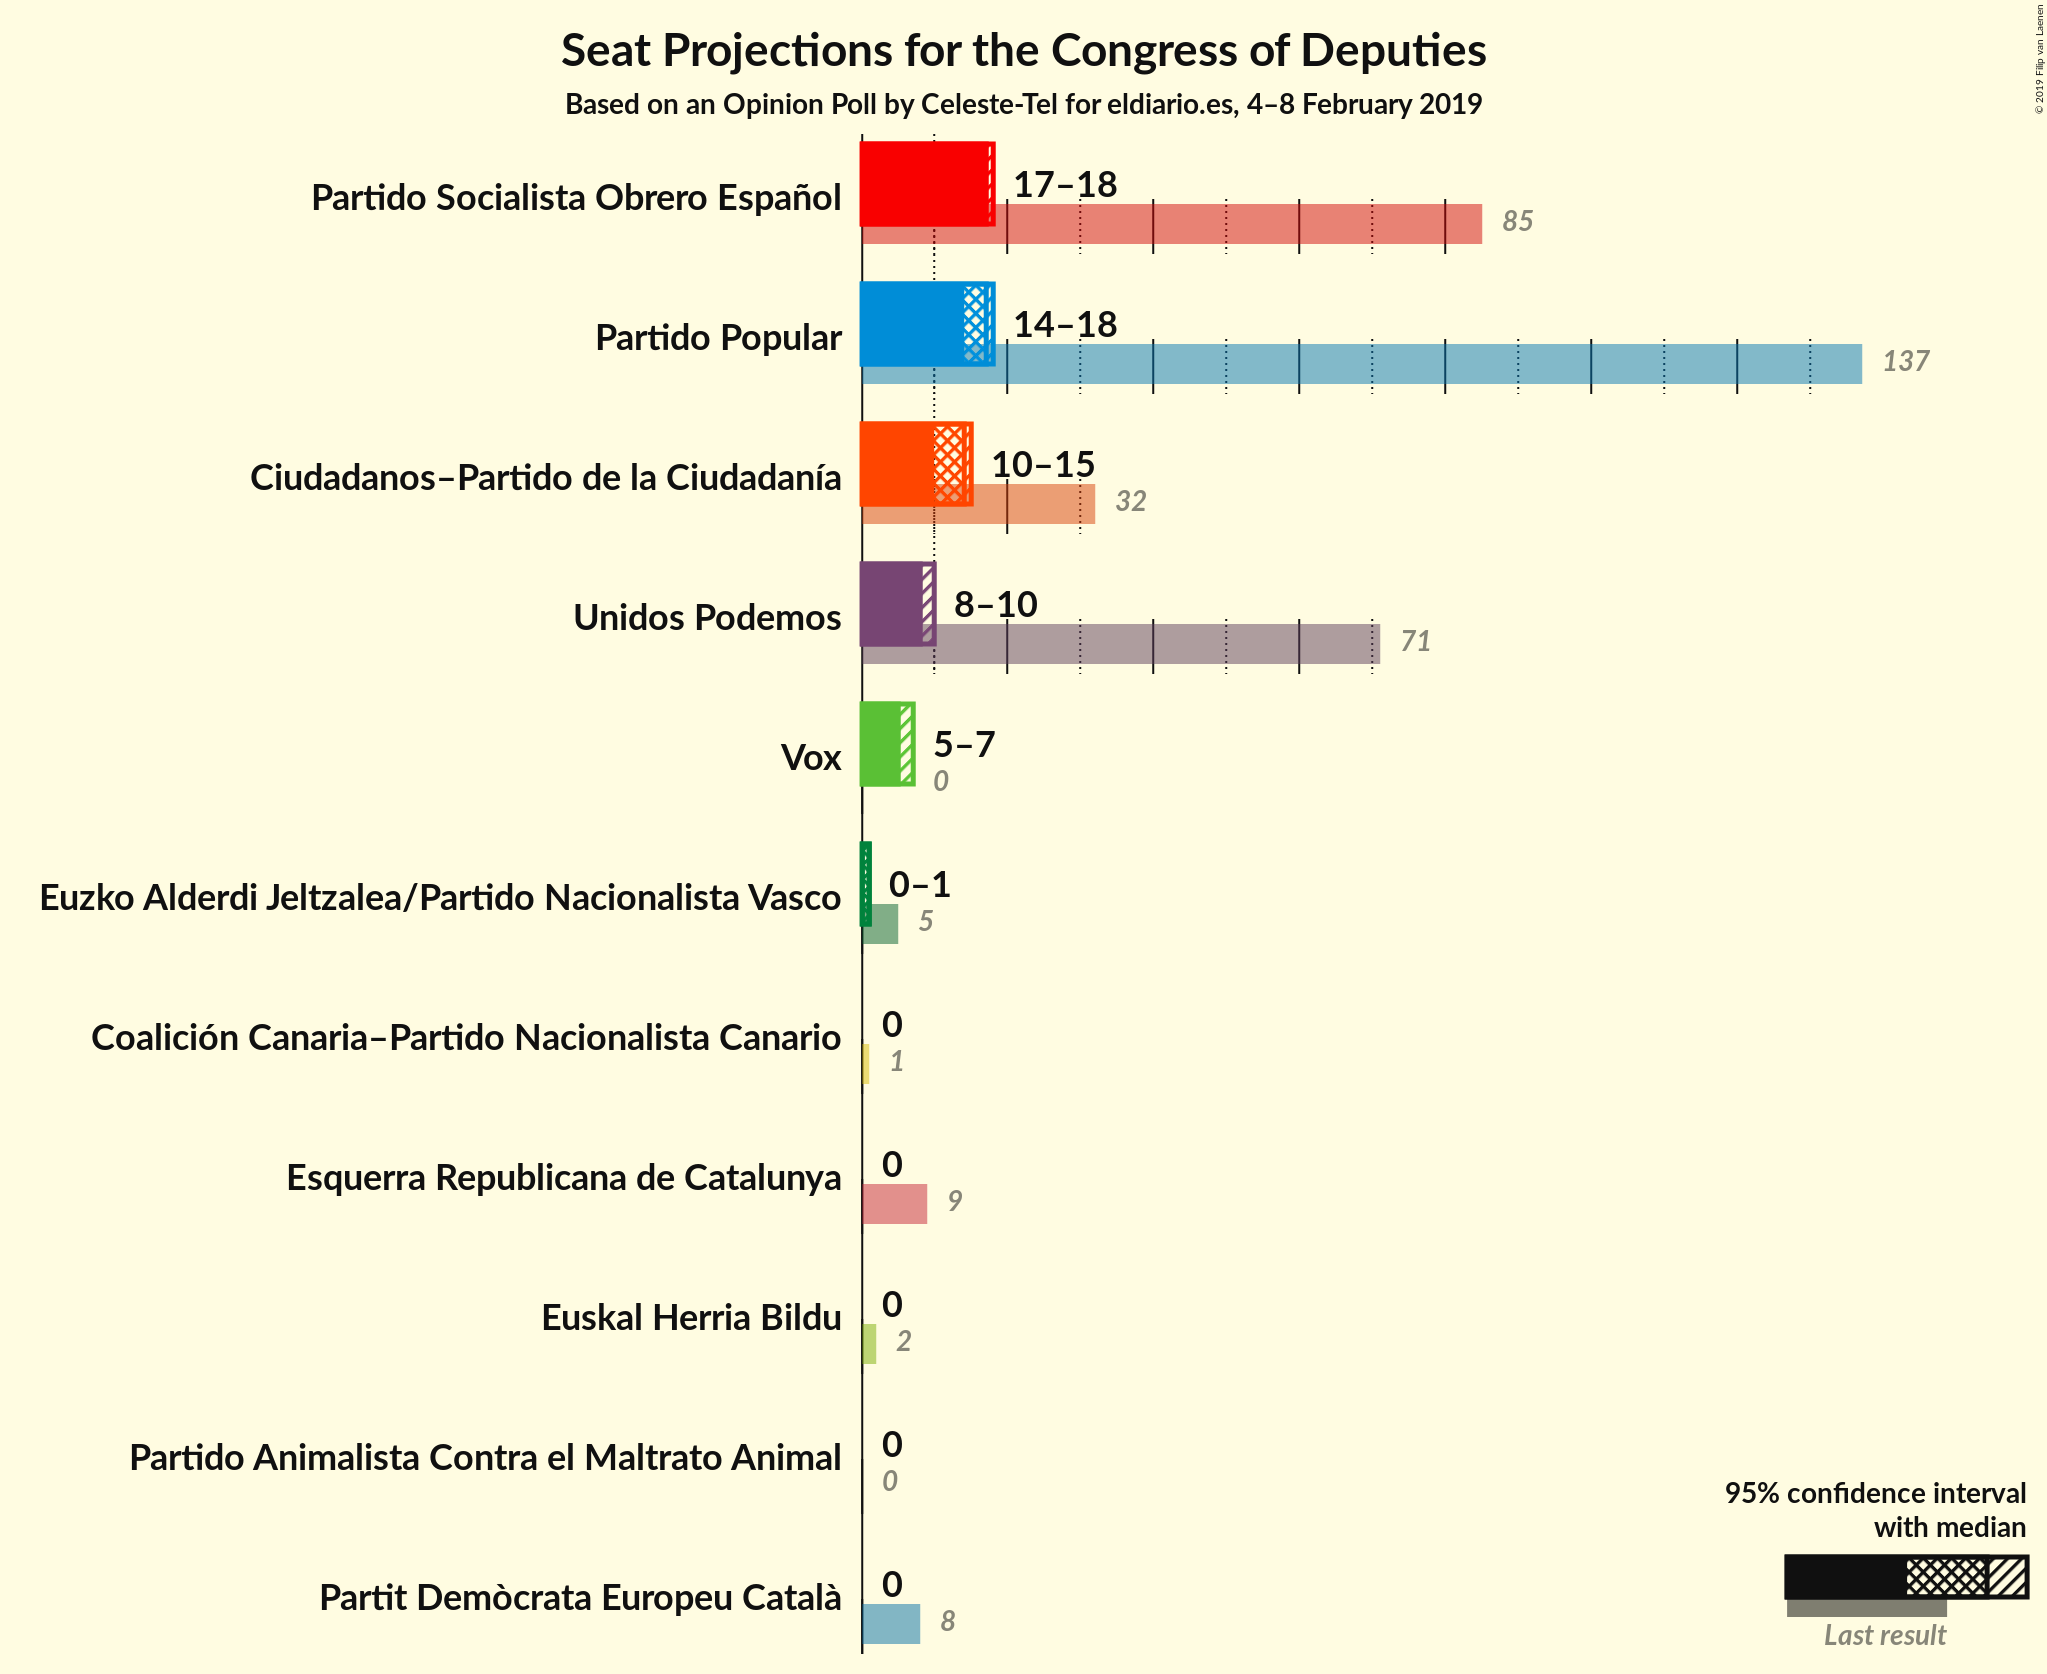 Seat Projections for the Congress of Deputies
Based on an Opinion Poll by Celeste-Tel for eldiario.es, 4–8 February 2019
© 2019 Filip van Laenen
Partido Socialista Obrero Español
17–18
85
Partido Popular
14–18
137
Ciudadanos–Partido de la Ciudadanía
10–15
32
Unidos Podemos
8–10
71
Vox
5–7
0
Euzko Alderdi Jeltzalea/Partido Nacionalista Vasco
0–1
5
Coalición Canaria–Partido Nacionalista Canario
0
1
Esquerra Republicana de Catalunya
0
9
Euskal Herria Bildu
0
2
Partido Animalista Contra el Maltrato Animal
0
0
Partit Demòcrata Europeu Català
0
8
95% confidence interval
with median
Last result